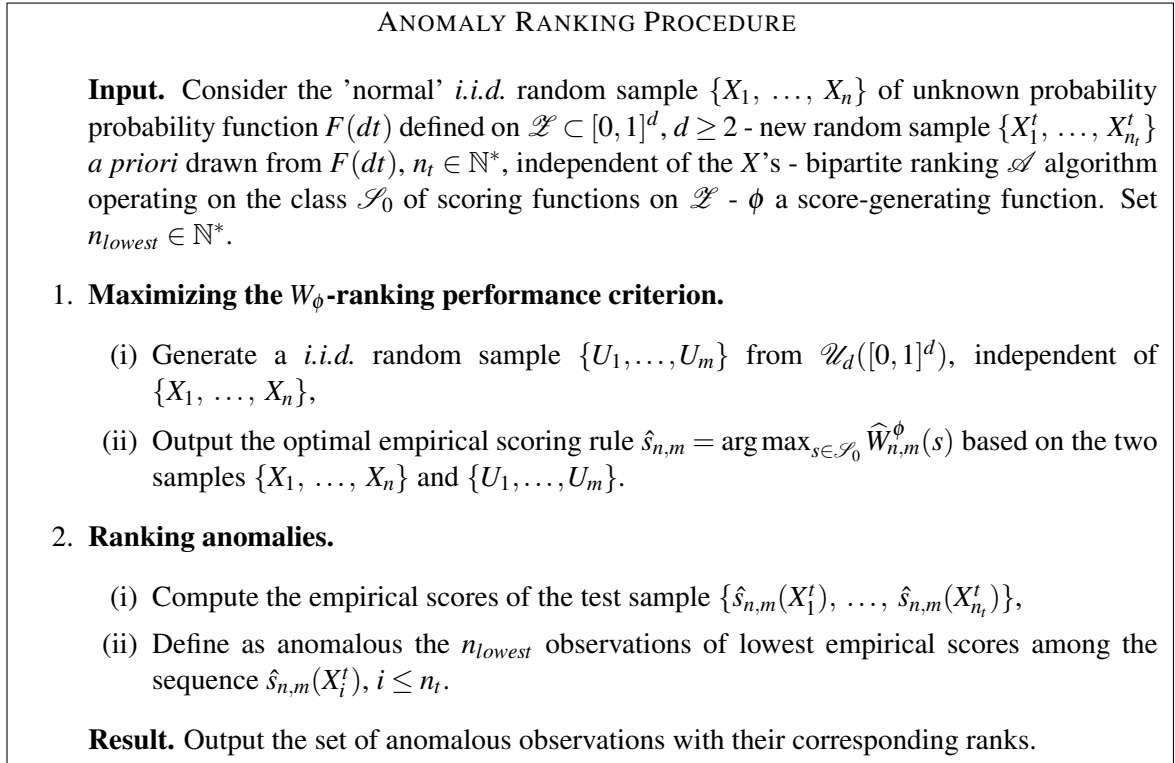 ANOMALY RANKING PROCEDURE
Input. Consider the 'normal' i.i.d. random sample {X_1, ..., X_n} of unknown probability
probability function F(dt) defined on 𝒵 ⊂ [0,1]^d, d ≥ 2 - new random sample {X_1^t, ..., X_{n_t}^t}
a priori drawn from F(dt), n_t ∈ ℕ*, independent of the X's - bipartite ranking 𝒜 algorithm
operating on the class 𝒮_0 of scoring functions on 𝒵 - ϕ a score-generating function. Set
n_{lowest} ∈ ℕ*.
1. Maximizing the W_ϕ-ranking performance criterion.
(i) Generate a i.i.d. random sample {U_1,...,U_m} from 𝒰_d([0,1]^d), independent of
{X_1, ..., X_n},
(ii) Output the optimal empirical scoring rule ŝ_{n,m} = arg max_{s∈𝒮_0} Ŵ_{n,m}^ϕ(s) based on the two
samples {X_1, ..., X_n} and {U_1,...,U_m}.
2. Ranking anomalies.
(i) Compute the empirical scores of the test sample {ŝ_{n,m}(X_1^t), ..., ŝ_{n,m}(X_{n_t}^t)},
(ii) Define as anomalous the n_{lowest} observations of lowest empirical scores among the
sequence ŝ_{n,m}(X_i^t), i ≤ n_t.
Result. Output the set of anomalous observations with their corresponding ranks.